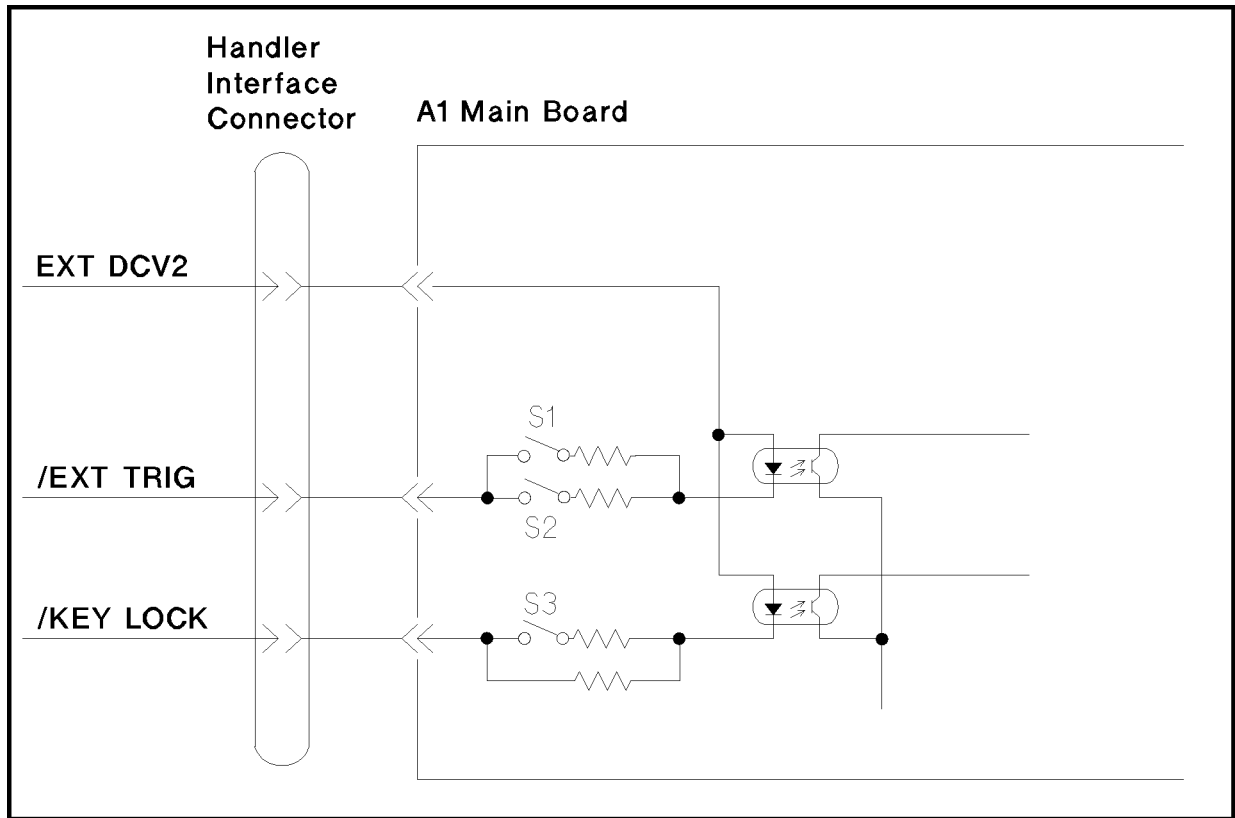 Handler
Interface
Connector
A1 Main Board
EXT DCV2
S1
/EXT TRIG
S2
S3
/KEY LOCK